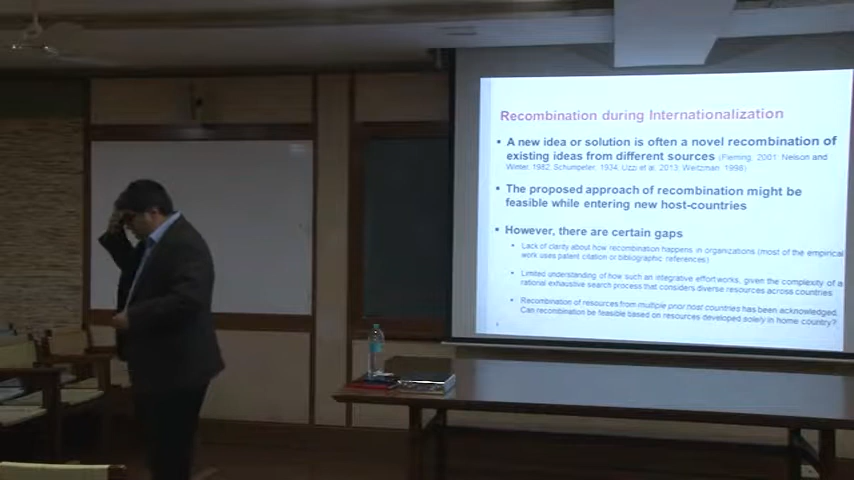 Recombination during Internationalization
• A new idea or solution is often a novel recombination of
existing ideas from different sources (Fleming, 2001; Nelson and
Winter, 1982; Schumpeter, 1934; Uzzi et al. 2013; Weitzman, 1998)
• The proposed approach of recombination might be
feasible while entering new host-countries
• However, there are certain gaps
• Lack of clarity about how recombination happens in organizations (most of the empirical
work uses patent citation or bibliographic references)
• Limited understanding of how such an integrative effort works, given the complexity of a
rational exhaustive search process that considers diverse resources across countries
• Recombination of resources from multiple prior host countries has been acknowledged.
Can recombination be feasible based on resources developed solely in home country?